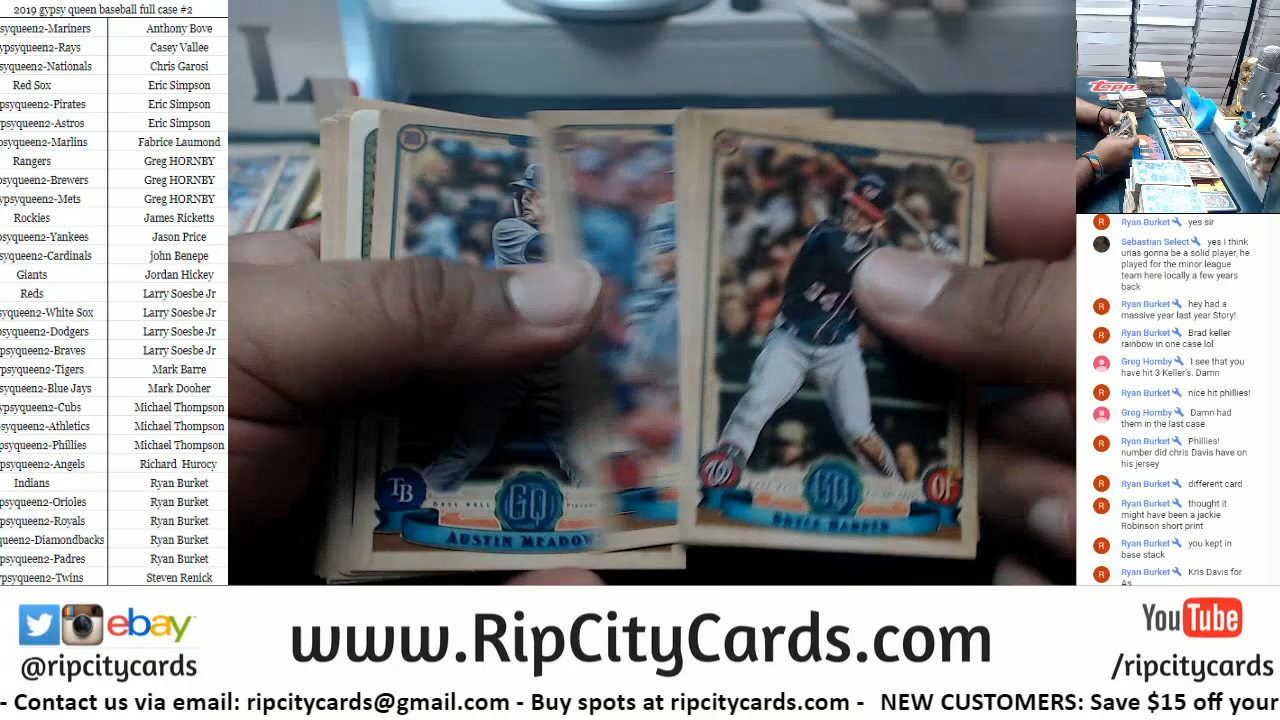 2019 gypsy queen baseball full case #2
syqueen2-Mariners Anthony Bove
ypsyqueen2-Rays Casey Vallee
syqueen2-Nationals Chris Garosi
Red Sox Eric Simpson
psyqueen2-Pirates Eric Simpson
psyqueen2-Astros Eric Simpson
psyqueen2-Marlins Fabrice Laumond
Rangers Greg HORNBY
psyqueen2-Brewers Greg HORNBY
psyqueen2-Mets Greg HORNBY
Rockies James Ricketts
psyqueen2-Yankees Jason Price
syqueen2-Cardinals john Benepe
Giants Jordan Hickey
Reds Larry Soesbe Jr
syqueen2-White Sox Larry Soesbe Jr
psyqueen2-Dodgers Larry Soesbe Jr
psyqueen2-Braves Larry Soesbe Jr
psyqueen2-Tigers Mark Barre
syqueen2-Blue Jays Mark Dooher
ypsyqueen2-Cubs Michael Thompson
psyqueen2-Athletics Michael Thompson
psyqueen2-Phillies Michael Thompson
psyqueen2-Angels Richard Hurocy
Indians Ryan Burket
psyqueen2-Orioles Ryan Burket
psyqueen2-Royals Ryan Burket
queen2-Diamondbacks Ryan Burket
psyqueen2-Padres Ryan Burket
psyqueen2-Twins Steven Renick
TB
GQ
AUSTIN MEADOW
W
GQ
OF
BRYCE HARPER
Topp
R Ryan Burket yes sir
Sebastian Select yes I think
urias gonna be a solid player, he
played for the minor league
team here locally a few years
back
R Ryan Burket hey had a
massive year last year Story!
R Ryan Burket Brad keller
rainbow in one case lol
Greg Hornby I see that you
have hit 3 Keller's. Damn
R Ryan Burket nice hit phillies!
Greg Hornby Damn had
them in the last case
R Ryan Burket Phillies!
number did chris Davis have on
his jersey
R Ryan Burket different card
R Ryan Burket thought it
might have been a jackie
Robinson short print
R Ryan Burket you kept in
base stack
R Ryan Burket Kris Davis for
As
ebay
@ripcitycards
www.RipCityCards.com
YouTube
/ripcitycards
- Contact us via email: ripcitycards@gmail.com - Buy spots at ripcitycards.com - NEW CUSTOMERS: Save $15 off your